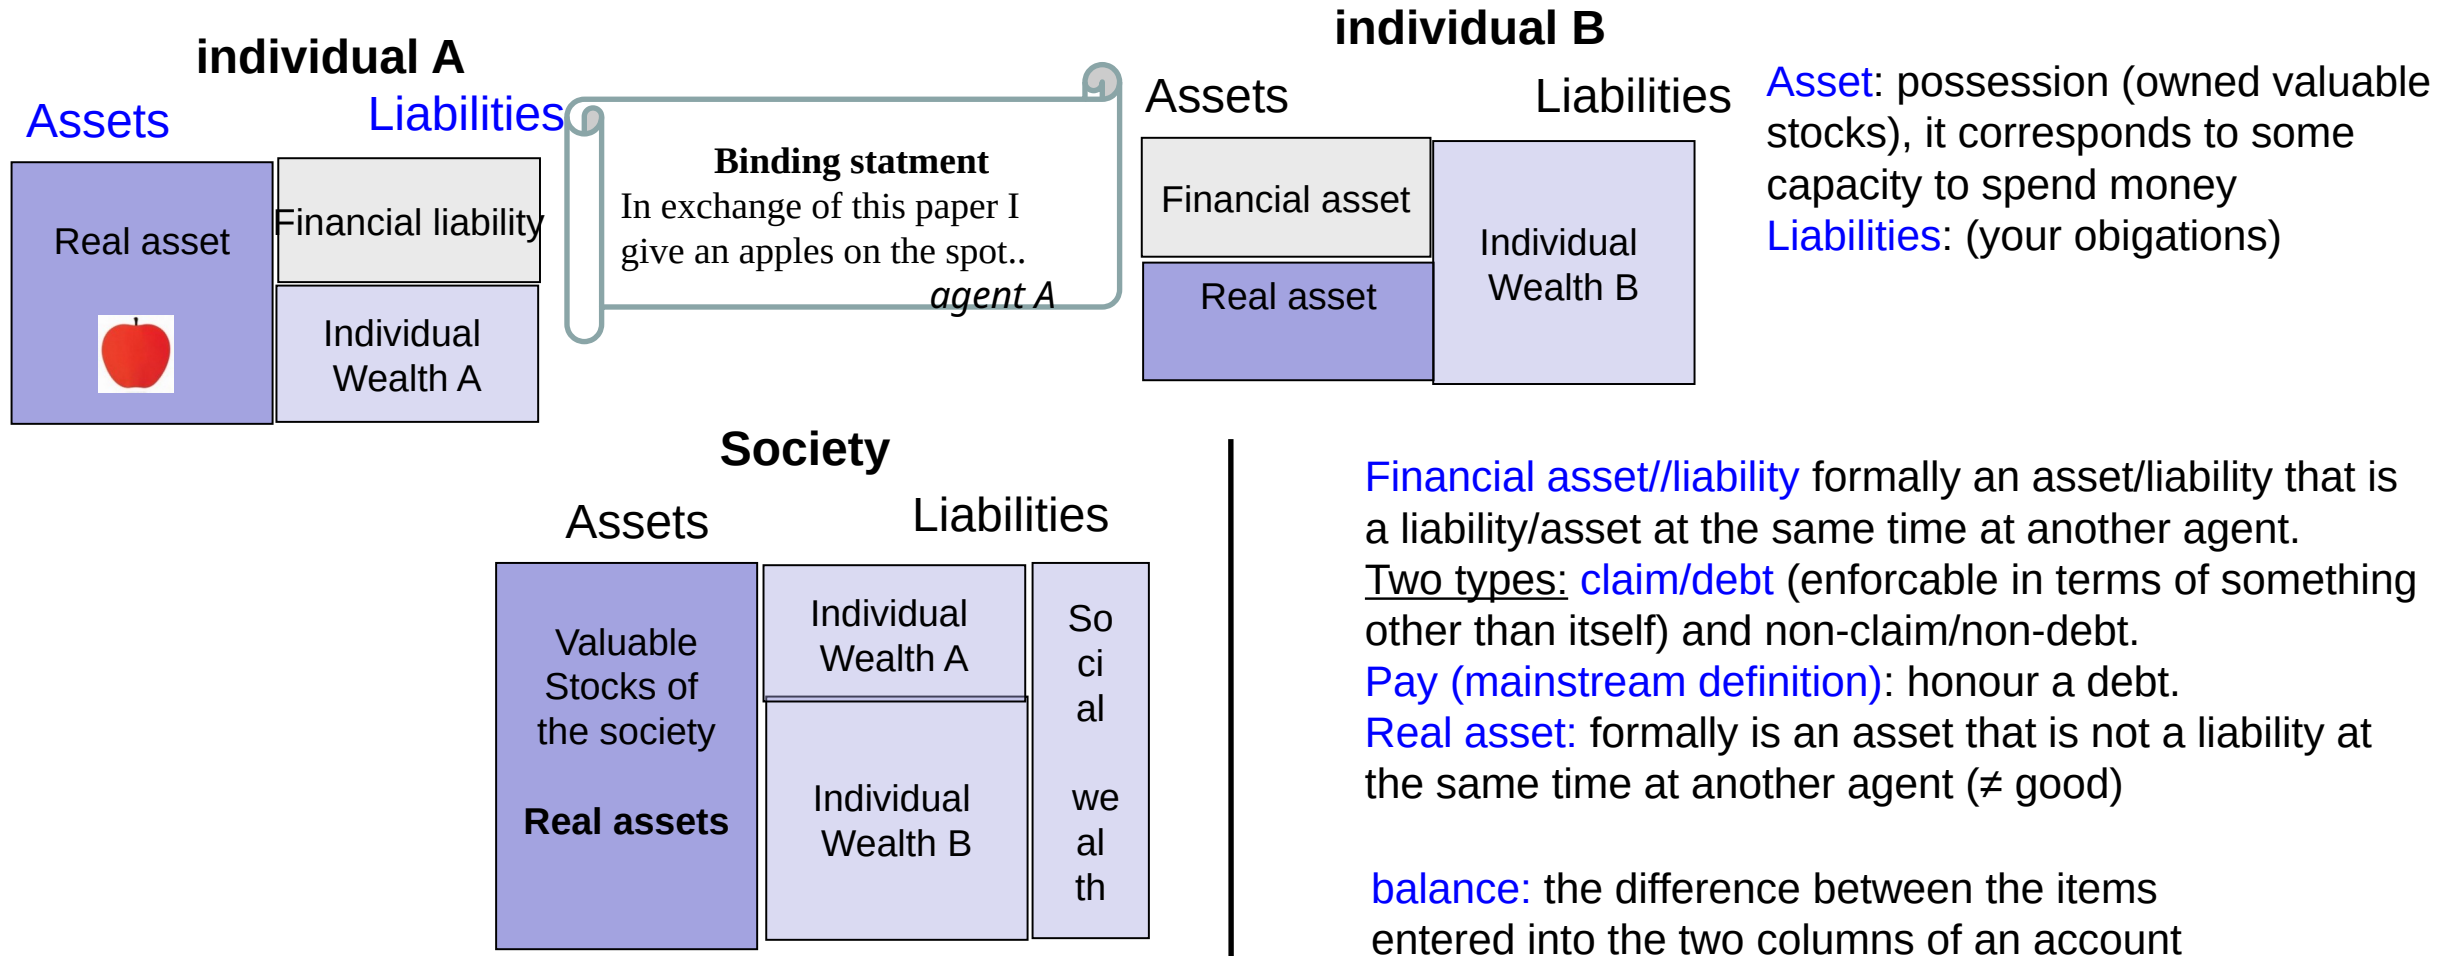 individual A
Assets
Liabilities
Real asset
Financial liability
Individual
Wealth A
Binding statment
In exchange of this paper I
give an apples on the spot..
agent A
individual B
Assets
Liabilities
Financial asset
Real asset
Individual
Wealth B
Asset: possession (owned valuable
stocks), it corresponds to some
capacity to spend money
Liabilities: (your obigations)
Society
Assets
Liabilities
Valuable
Stocks of
the society
Real assets
Individual
Wealth A
Individual
Wealth B
So
ci
al
we
al
th
Financial asset//liability formally an asset/liability that is
a liability/asset at the same time at another agent.
Two types: claim/debt (enforcable in terms of something
other than itself) and non-claim/non-debt.
Pay (mainstream definition): honour a debt.
Real asset: formally is an asset that is not a liability at
the same time at another agent (≠ good)
balance: the difference between the items
entered into the two columns of an account